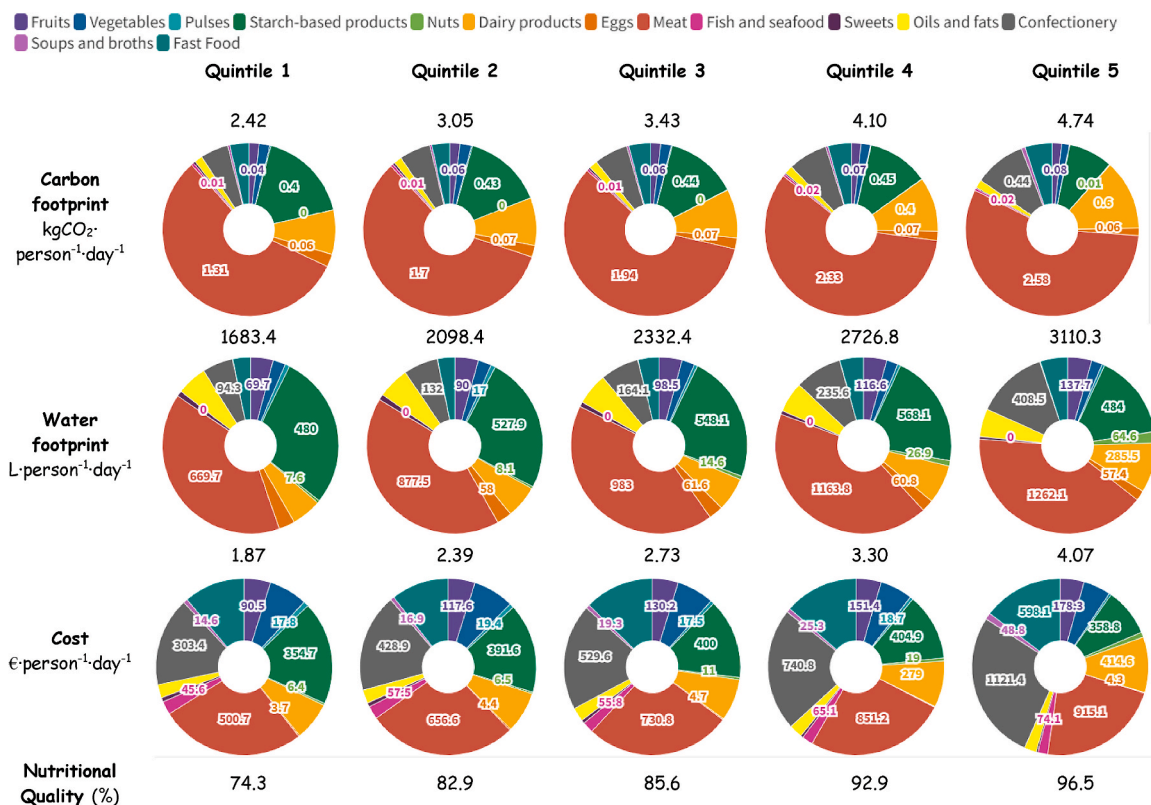 Fruits Vegetables Pulses Starch-based products Nuts Dairy products Eggs Meat Fish and seafood Sweets Oils and fats Confectionery
Soups and broths Fast Food
Quintile 1 Quintile 2 Quintile 3 Quintile 4 Quintile 5
2.42 3.05 3.43 4.10 4.74
Carbon
footprint
kgCO₂·
person⁻¹·day⁻¹
0.04 0.01 0.4 0 0.06 1.31
0.06 0.01 0.43 0 0.07 1.7
0.06 0.01 0.44 0 0.07 1.94
0.07 0.02 0.45 0.4 0.07 2.33
0.08 0.44 0.02 0.01 0.6 0.06 2.58
1683.4 2098.4 2332.4 2726.8 3110.3
Water
footprint
L·person⁻¹·day⁻¹
94.3 69.7 0 480 7.6 669.7
132 90 17 0 527.9 8.1 58 877.5
164.1 98.5 0 548.1 14.6 61.6 983
235.6 116.6 0 568.1 26.9 60.8 1163.8
408.5 137.7 0 484 64.6 285.5 57.4 1262.1
1.87 2.39 2.73 3.30 4.07
Cost
€·person⁻¹·day⁻¹
14.6 90.5 17.8 303.4 354.7 45.6 6.4 3.7 500.7
16.9 117.6 19.4 428.9 391.6 57.5 6.5 4.4 656.6
19.3 130.2 17.5 529.6 400 55.8 11 4.7 730.8
25.3 151.4 18.7 740.8 404.9 19 279 65.1 851.2
598.1 178.3 48.8 358.8 1121.4 414.6 4.3 74.1 915.1
Nutritional
Quality (%)
74.3 82.9 85.6 92.9 96.5